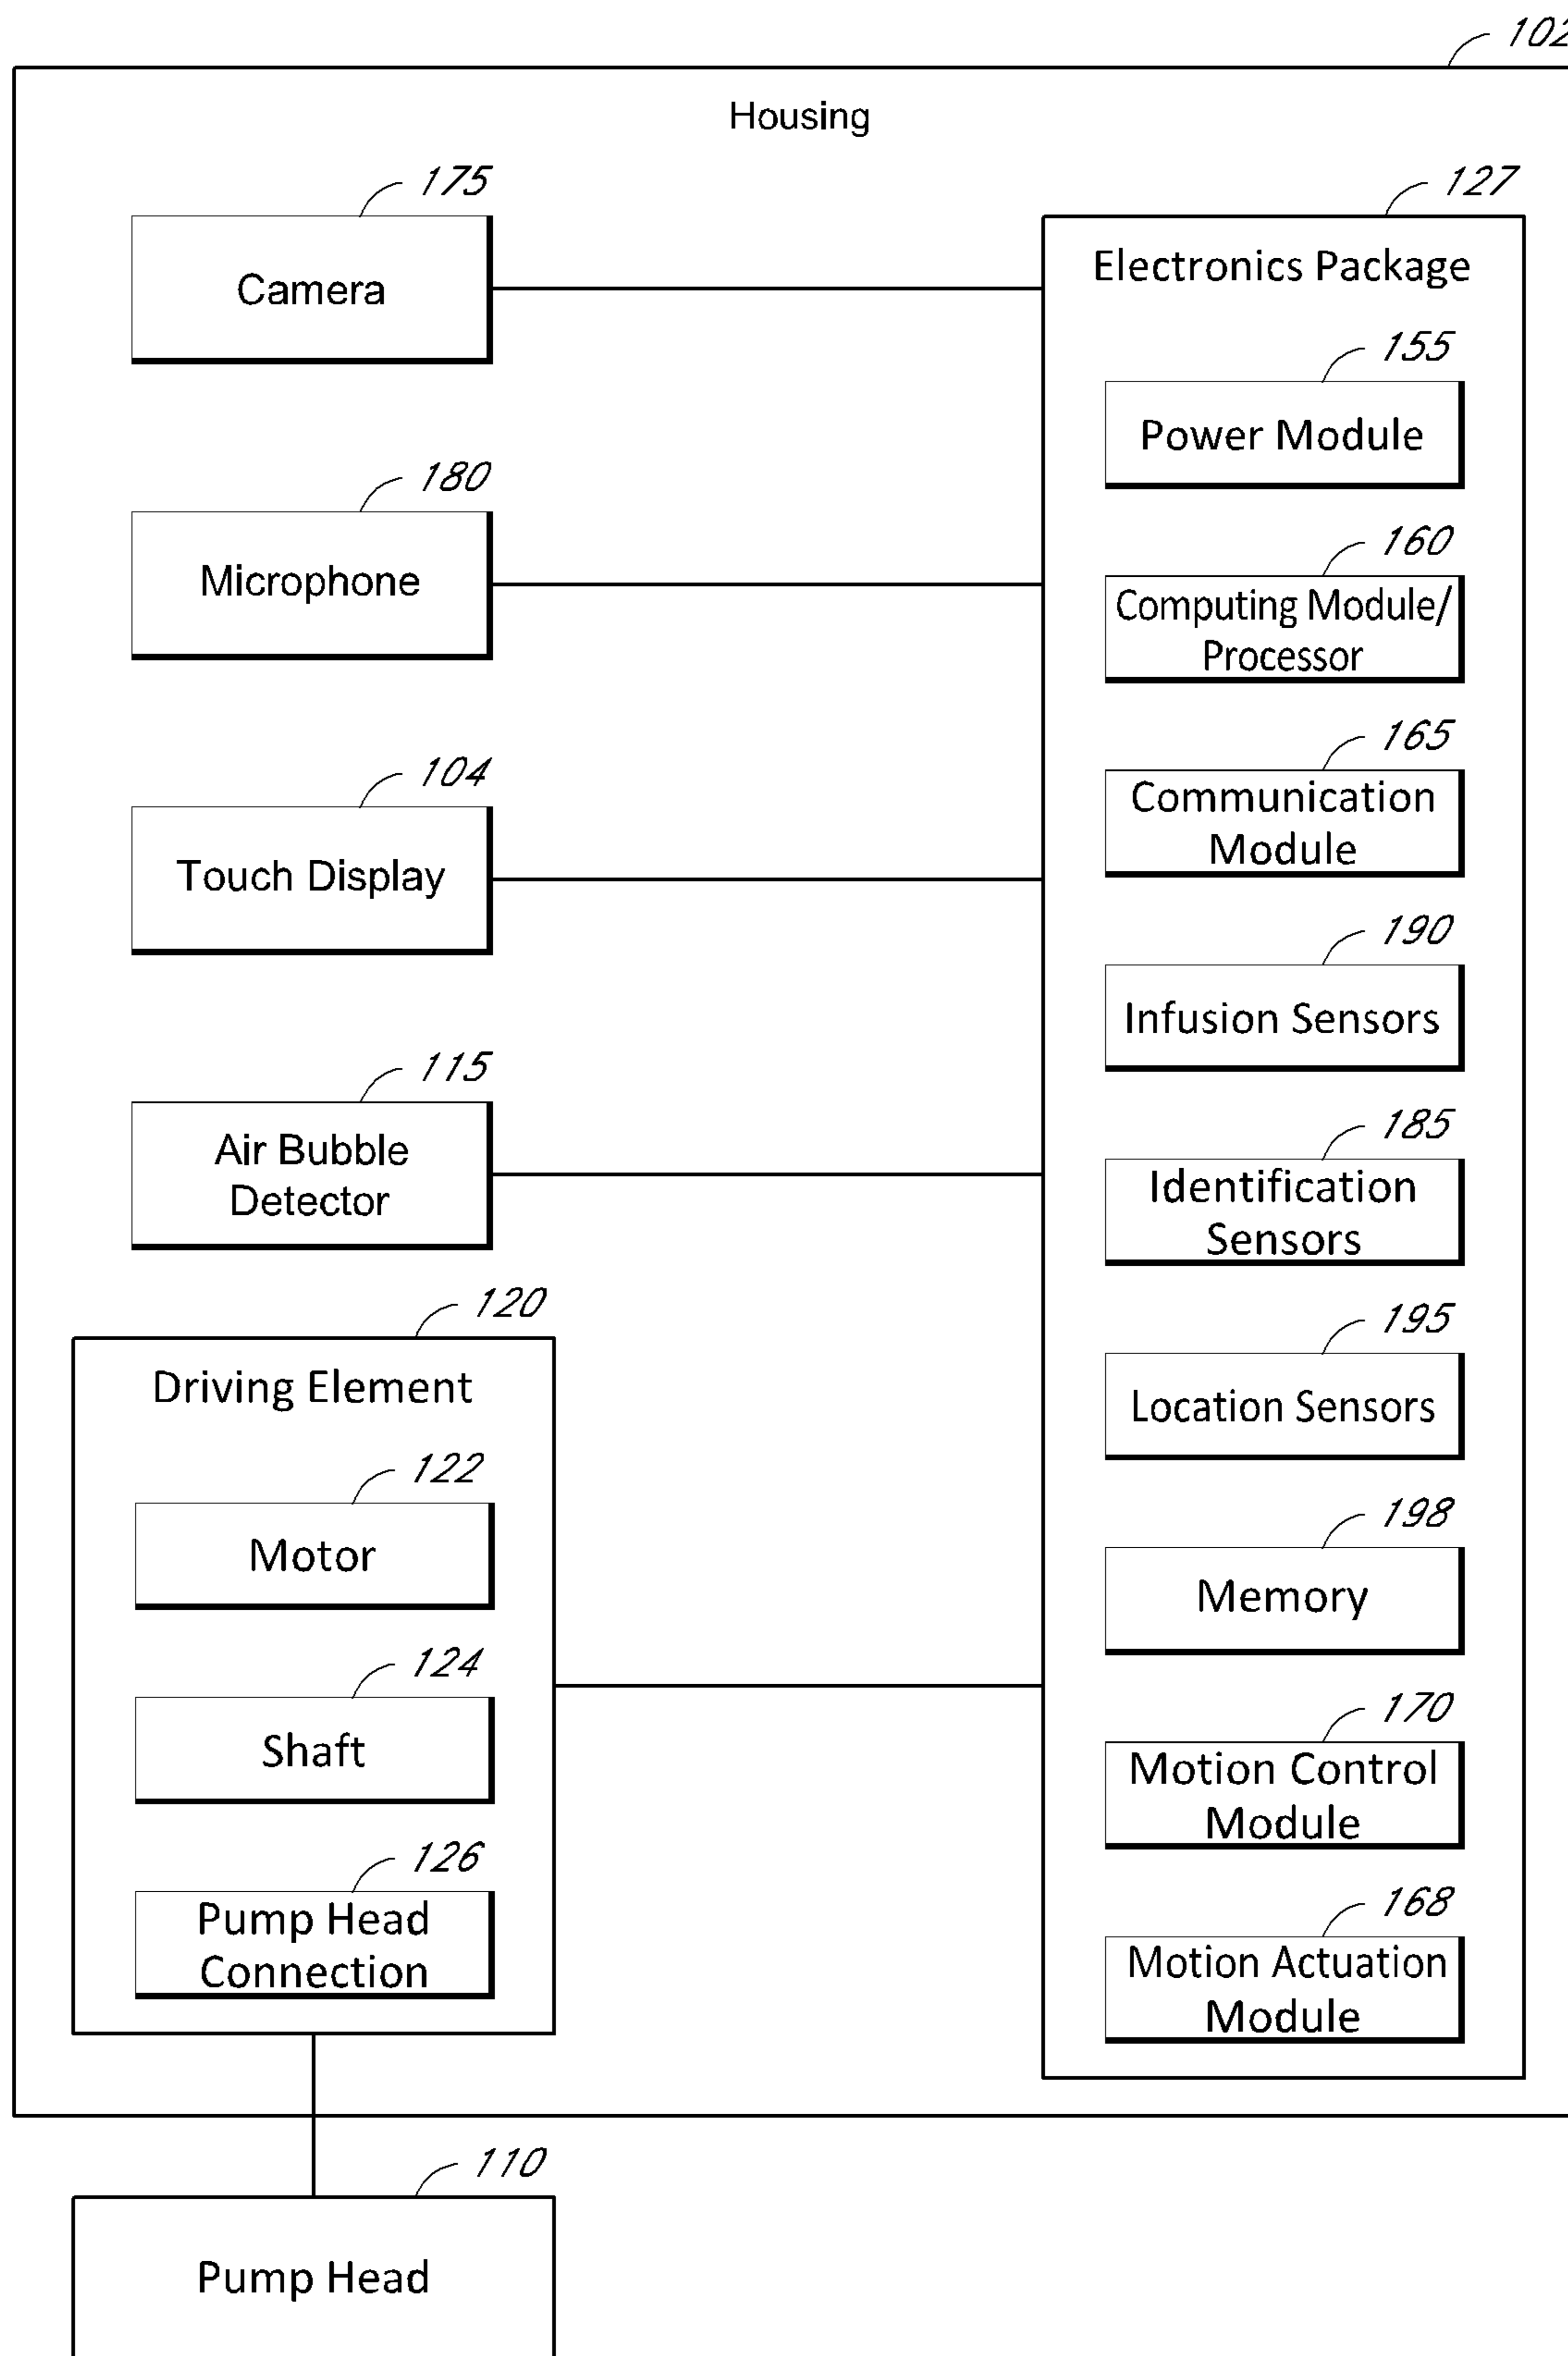 102
Housing
175
Camera
180
Microphone
104
Touch Display
115
Air Bubble
Detector
120
Driving Element
122
Motor
124
Shaft
126
Pump Head
Connection
127
Electronics Package
155
Power Module
160
Computing Module/
Processor
165
Communication
Module
190
Infusion Sensors
185
Identification
Sensors
195
Location Sensors
198
Memory
170
Motion Control
Module
168
Motion Actuation
Module
110
Pump Head